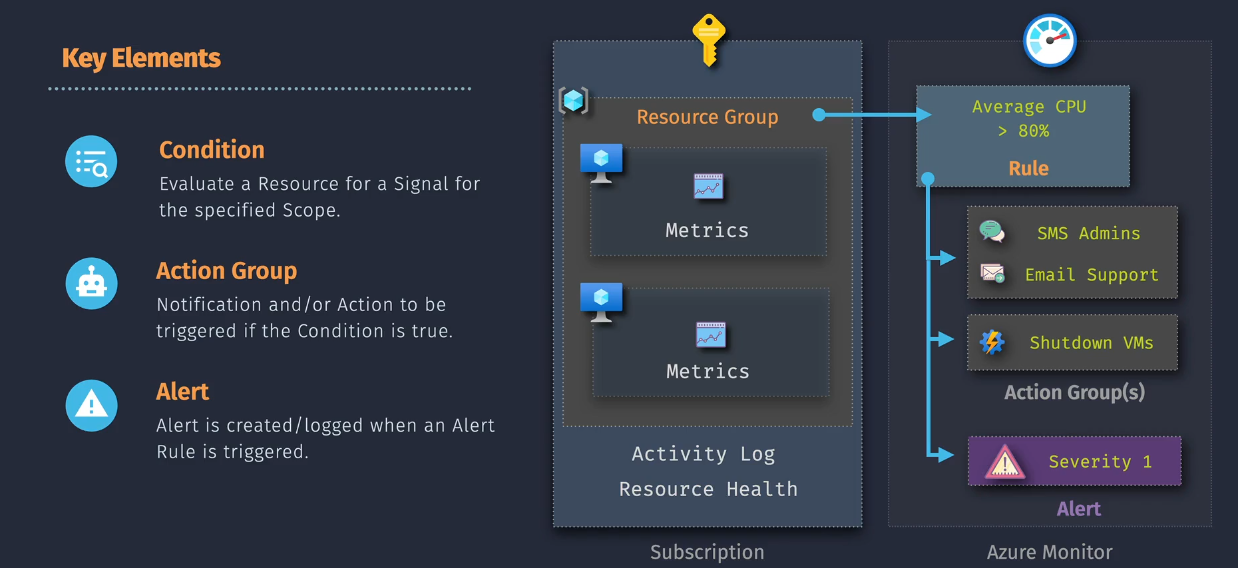 Key Elements
Condition
Evaluate a Resource for a Signal for
the specified Scope.
Action Group
Notification and/or Action to be
triggered if the Condition is true.
Alert
Alert is created/logged when an Alert
Rule is triggered.
Resource Group
Metrics
Metrics
Activity Log
Resource Health
Subscription
Average CPU
> 80%
Rule
SMS Admins
Email Support
Shutdown VMs
Action Group(s)
Severity 1
Alert
Azure Monitor